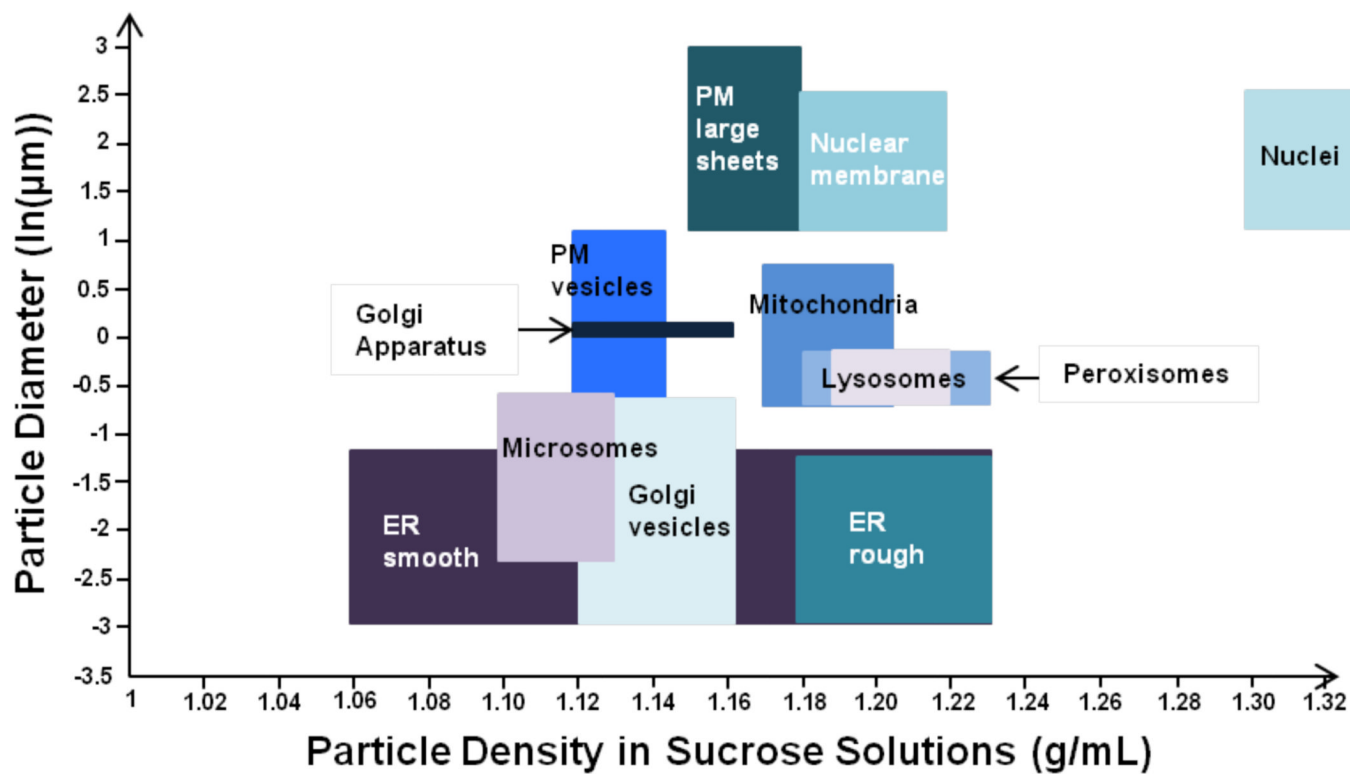 Particle Diameter (ln(µm))
3
2.5
2
1.5
1
0.5
0
-0.5
-1
-1.5
-2
-2.5
-3
-3.5
PM
large
sheets
Nuclear
membrane
Nuclei
PM
vesicles
Golgi
Apparatus
Mitochondria
Lysosomes
Peroxisomes
Microsomes
Golgi
vesicles
ER
smooth
ER
rough
1 1.02 1.04 1.06 1.08 1.10 1.12 1.14 1.16 1.18 1.20 1.22 1.24 1.26 1.28 1.30 1.32
Particle Density in Sucrose Solutions (g/mL)